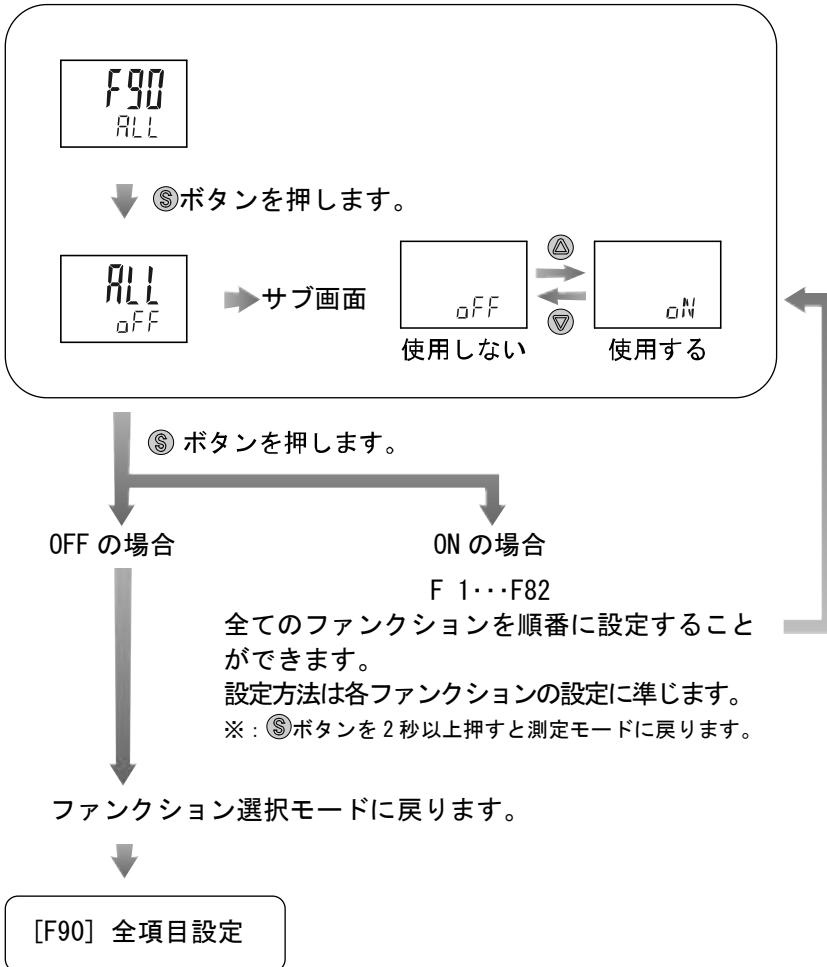 F90
ALL
Ⓢボタンを押します。
ALL
oFF
サブ画面
oFF
oN
使用しない
使用する
Ⓢ ボタンを押します。
OFF の場合
ON の場合
F 1・・・F82
全てのファンクションを順番に設定すること
ができます。
設定方法は各ファンクションの設定に準じます。
※：Ⓢボタンを2秒以上押すと測定モードに戻ります。
ファンクション選択モードに戻ります。
[F90] 全項目設定